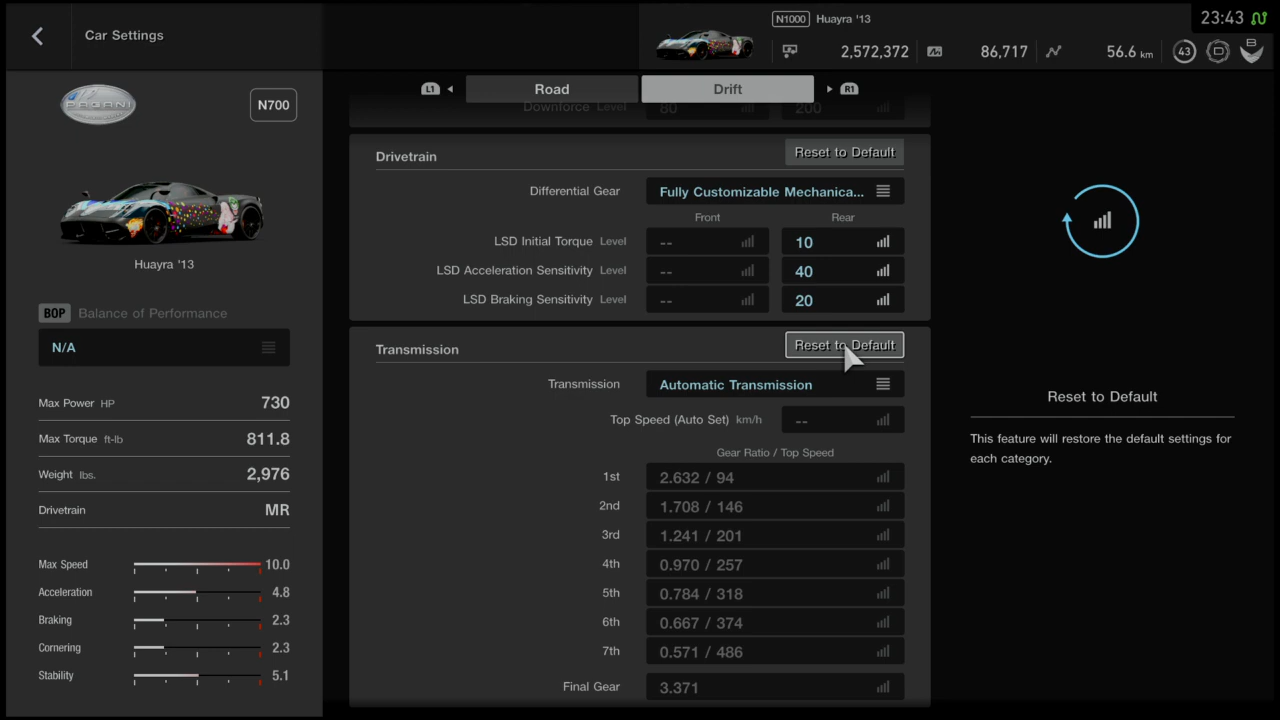 23:43
N1000 Huayra '13
2,572,372 86,717 56.6 km 43 B
Car Settings
L1 Road Drift R1
PAGANI
N700
Downforce Level 80 200
Drivetrain Reset to Default
Differential Gear Fully Customizable Mechanica...
Front Rear
LSD Initial Torque Level -- 10
LSD Acceleration Sensitivity Level -- 40
LSD Braking Sensitivity Level -- 20
Huayra '13
BOP Balance of Performance
N/A
Max Power HP 730
Max Torque ft-lb 811.8
Weight lbs. 2,976
Drivetrain MR
Max Speed 10.0
Acceleration 4.8
Braking 2.3
Cornering 2.3
Stability 5.1
Transmission Reset to Default
Transmission Automatic Transmission
Top Speed (Auto Set) km/h --
Gear Ratio / Top Speed
1st 2.632 / 94
2nd 1.708 / 146
3rd 1.241 / 201
4th 0.970 / 257
5th 0.784 / 318
6th 0.667 / 374
7th 0.571 / 486
Final Gear 3.371
Reset to Default
This feature will restore the default settings for
each category.